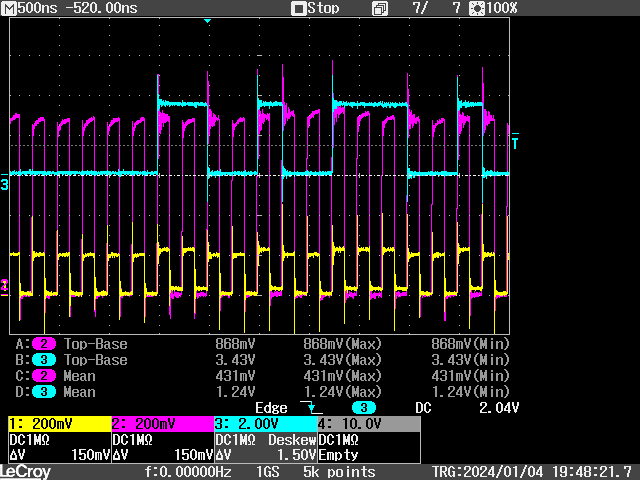 M 500ns -520.00ns Stop 7/ 7 100%
T
3
2
A: 2 Top-Base 868mV 868mV(Max) 868mV(Min)
B: 3 Top-Base 3.43V 3.43V(Max) 3.43V(Min)
C: 2 Mean 431mV 431mV(Max) 431mV(Min)
D: 3 Mean 1.24V 1.24V(Max) 1.24V(Min)
Edge 3 DC 2.04V
1: 200mV 2: 200mV 3: 2.00V 4: 10.0V
DC1MΩ DC1MΩ DC1MΩ Deskew DC1MΩ
ΔV 150mV ΔV 150mV ΔV 1.50V Empty
LeCroy f:0.00000Hz 1GS 5k points TRG:2024/01/04 19:48:21.7